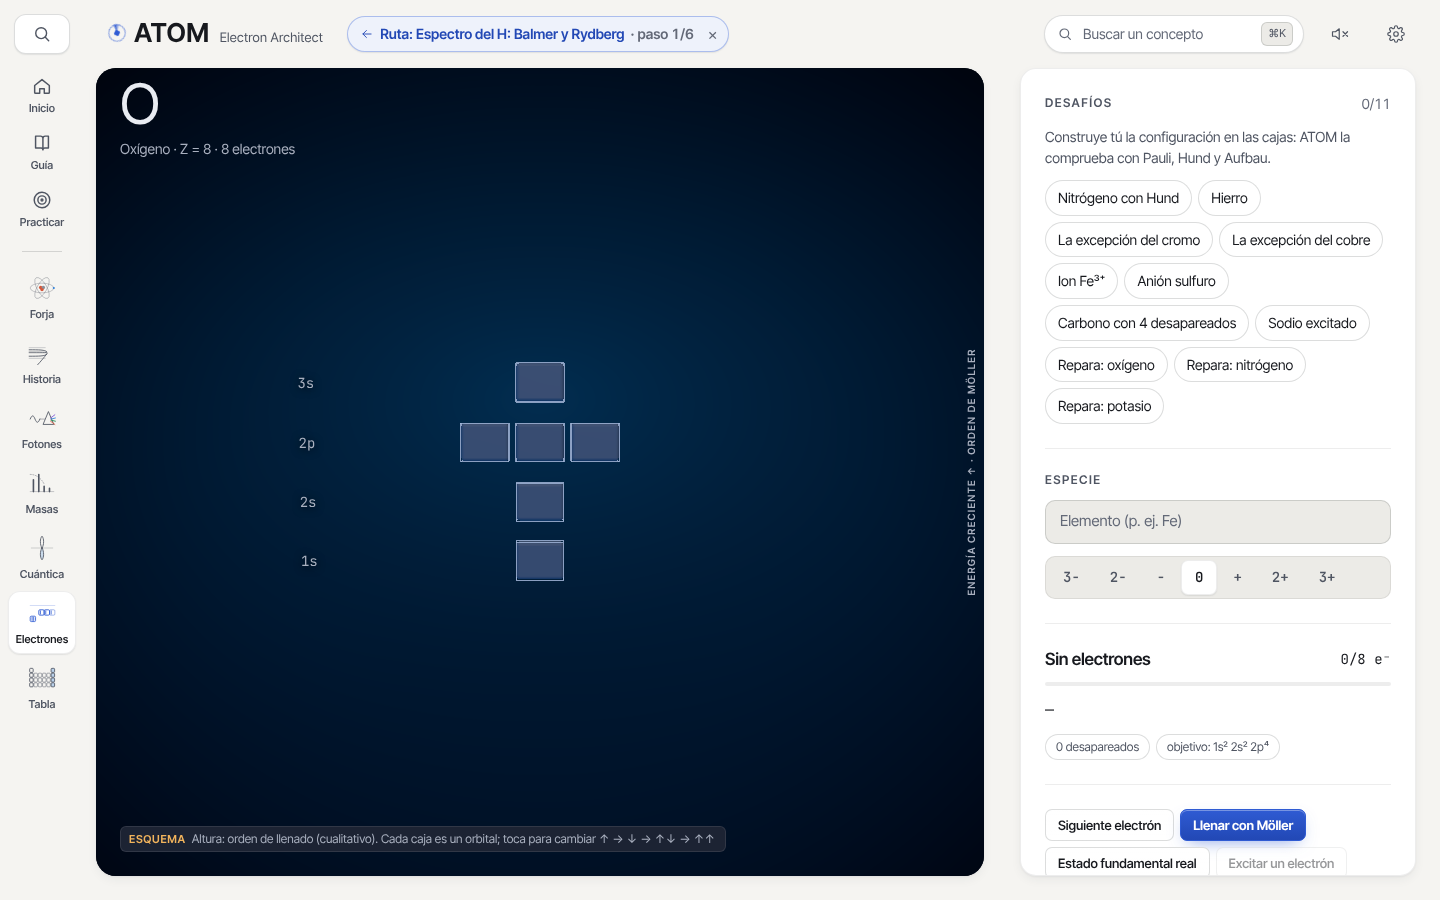 ATOM Electron Architect
← Ruta: Espectro del H: Balmer y Rydberg · paso 1/6 ×
Buscar un concepto ⌘K
Inicio
Guía
Practicar
Forja
Historia
Fotones
Masas
Cuántica
Electrones
Tabla
O
Oxígeno · Z = 8 · 8 electrones
3s
2p
2s
1s
ENERGÍA CRECIENTE ↑ · ORDEN DE MÖLLER
ESQUEMA Altura: orden de llenado (cualitativo). Cada caja es un orbital; toca para cambiar ↑ → ↓ → ↑↓ → ↑↑
DESAFÍOS 0/11
Construye tú la configuración en las cajas: ATOM la
comprueba con Pauli, Hund y Aufbau.
Nitrógeno con Hund Hierro
La excepción del cromo La excepción del cobre
Ion Fe³⁺ Anión sulfuro
Carbono con 4 desapareados Sodio excitado
Repara: oxígeno Repara: nitrógeno
Repara: potasio
ESPECIE
Elemento (p. ej. Fe)
3- 2- - 0 + 2+ 3+
Sin electrones 0/8 e⁻
—
0 desapareados objetivo: 1s² 2s² 2p⁴
Siguiente electrón Llenar con Möller
Estado fundamental real Excitar un electrón